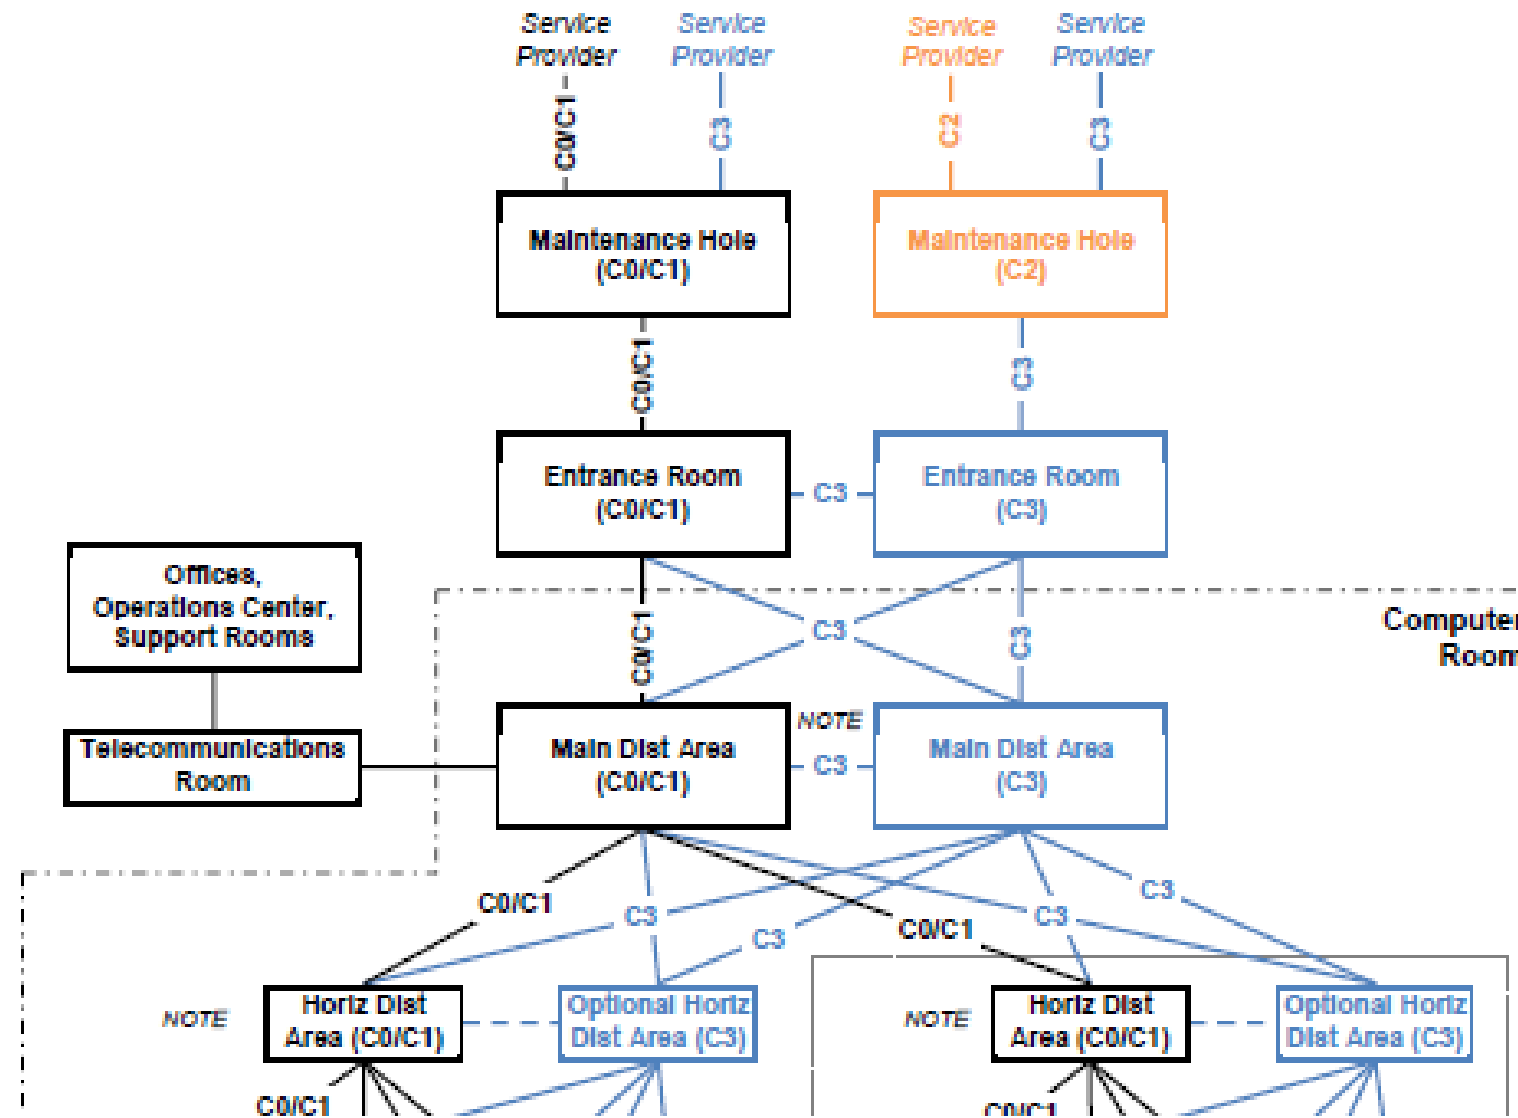 Service Provider
Service Provider
Service Provider
Service Provider
C0/C1
C3
C2
C3
Maintenance Hole
(C0/C1)
Maintenance Hole
(C2)
C0/C1
C3
Entrance Room
(C0/C1)
C3
Entrance Room
(C3)
Offices,
Operations Center,
Support Rooms
Computer
Room
C0/C1
C3
C3
Telecommunications
Room
Main Dist Area
(C0/C1)
NOTE
C3
Main Dist Area
(C3)
C0/C1
C3
C3
C0/C1
C3
C3
NOTE
Horiz Dist
Area (C0/C1)
Optional Horiz
Dist Area (C3)
NOTE
Horiz Dist
Area (C0/C1)
Optional Horiz
Dist Area (C3)
C0/C1
C0/C1